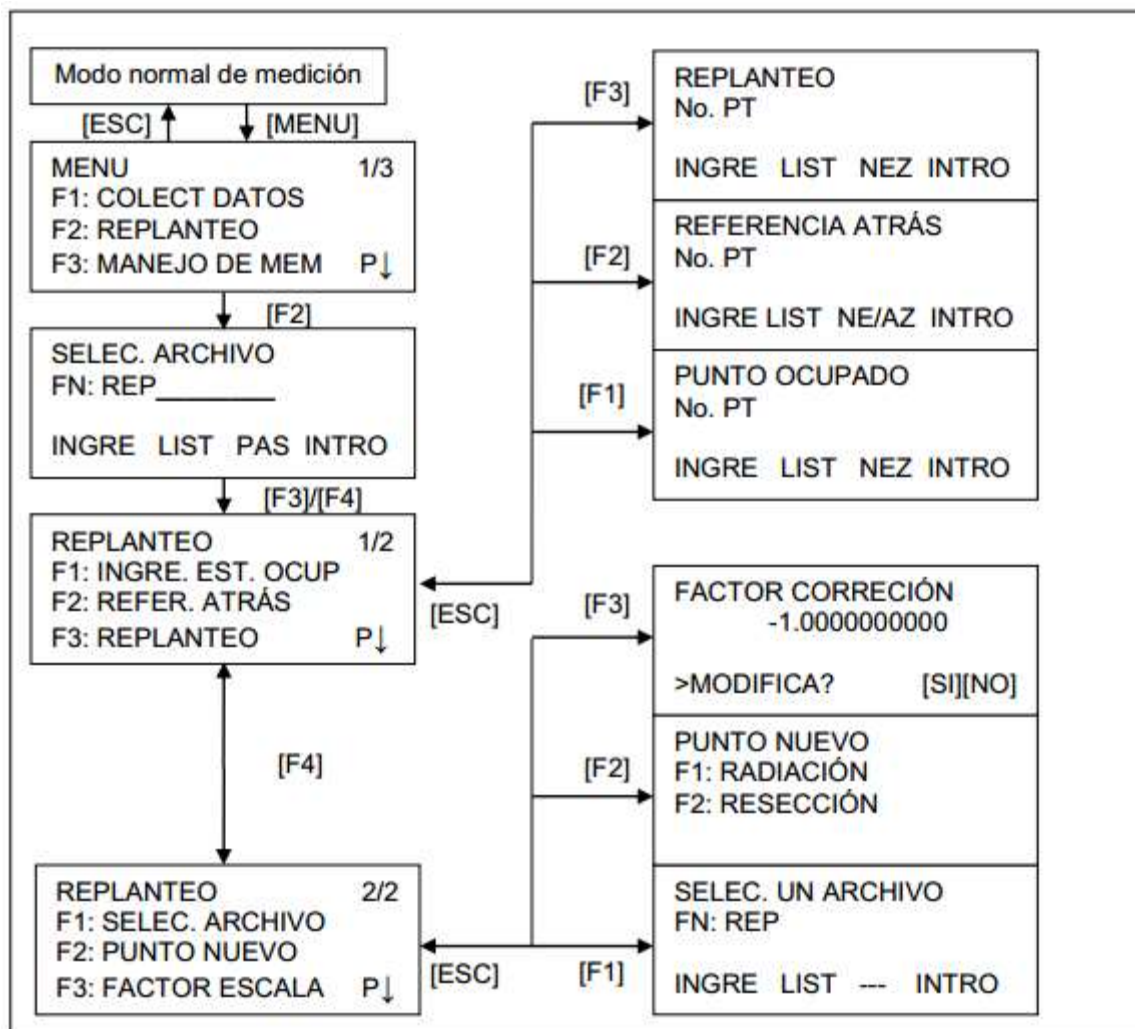 Modo normal de medición
[ESC] [MENU]
MENU 1/3
F1: COLECT DATOS
F2: REPLANTEO
F3: MANEJO DE MEM P↓
[F2]
SELEC. ARCHIVO
FN: REP________
INGRE LIST PAS INTRO
[F3]/[F4]
REPLANTEO 1/2
F1: INGRE. EST. OCUP
F2: REFER. ATRÁS
F3: REPLANTEO P↓
[ESC]
[F4]
REPLANTEO 2/2
F1: SELEC. ARCHIVO
F2: PUNTO NUEVO
F3: FACTOR ESCALA P↓
[ESC]
[F3]
REPLANTEO
No. PT
INGRE LIST NEZ INTRO
[F2]
REFERENCIA ATRÁS
No. PT
INGRE LIST NE/AZ INTRO
[F1]
PUNTO OCUPADO
No. PT
INGRE LIST NEZ INTRO
[F3]
FACTOR CORRECIÓN
-1.0000000000
>MODIFICA? [SI][NO]
[F2]
PUNTO NUEVO
F1: RADIACIÓN
F2: RESECCIÓN
[F1]
SELEC. UN ARCHIVO
FN: REP
INGRE LIST --- INTRO